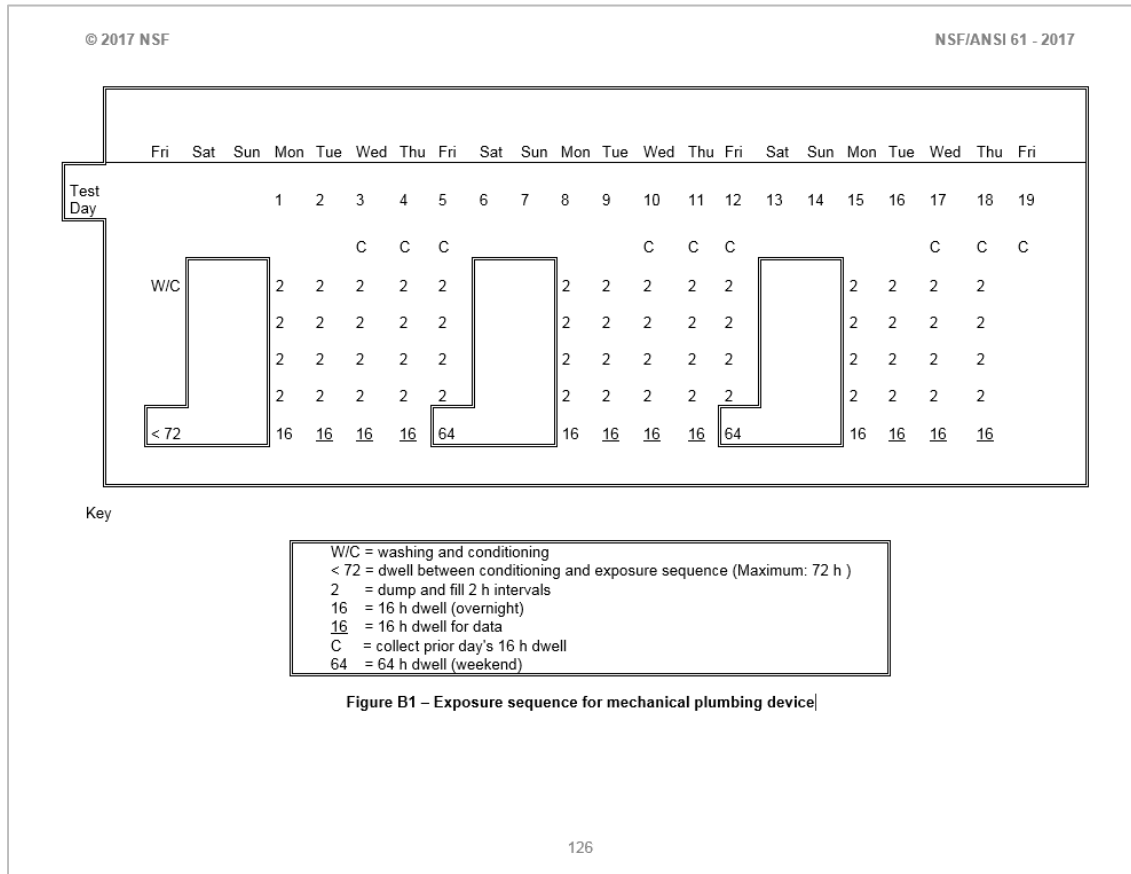 © 2017 NSF NSF/ANSI 61 - 2017
Fri Sat Sun Mon Tue Wed Thu Fri Sat Sun Mon Tue Wed Thu Fri Sat Sun Mon Tue Wed Thu Fri
Test
Day
1 2 3 4 5 6 7 8 9 10 11 12 13 14 15 16 17 18 19
C C C C C C C C C
W/C 2 2 2 2 2 2 2 2 2 2 2 2 2 2
2 2 2 2 2 2 2 2 2 2 2 2 2 2
2 2 2 2 2 2 2 2 2 2 2 2 2 2
2 2 2 2 2 2 2 2 2 2 2 2 2 2
< 72 16 16 16 16 64 16 16 16 16 64 16 16 16 16
Key
W/C = washing and conditioning
< 72 = dwell between conditioning and exposure sequence (Maximum: 72 h )
2 = dump and fill 2 h intervals
16 = 16 h dwell (overnight)
16 = 16 h dwell for data
C = collect prior day's 16 h dwell
64 = 64 h dwell (weekend)
Figure B1 – Exposure sequence for mechanical plumbing device
126